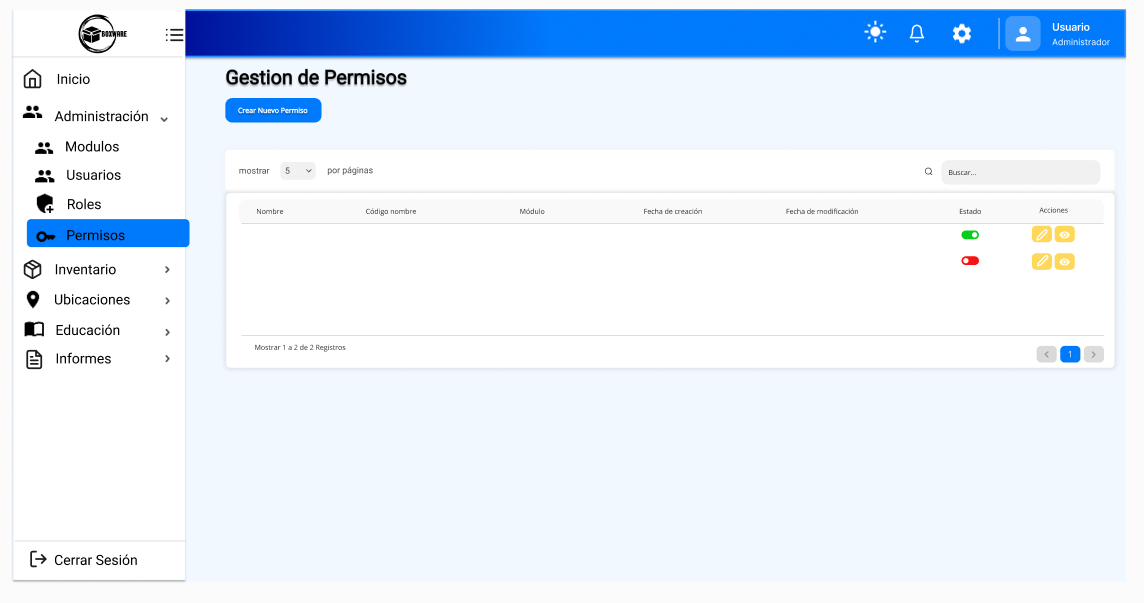 BOXWARE
Usuario
Administrador
Inicio
Administración
Modulos
Usuarios
Roles
Permisos
Inventario
Ubicaciones
Educación
Informes
Cerrar Sesión
Gestion de Permisos
Crear Nuevo Permiso
mostrar 5 por páginas
Buscar...
Nombre Código nombre Módulo Fecha de creación Fecha de modificación Estado Acciones
Mostrar 1 a 2 de 2 Registros
< 1 >